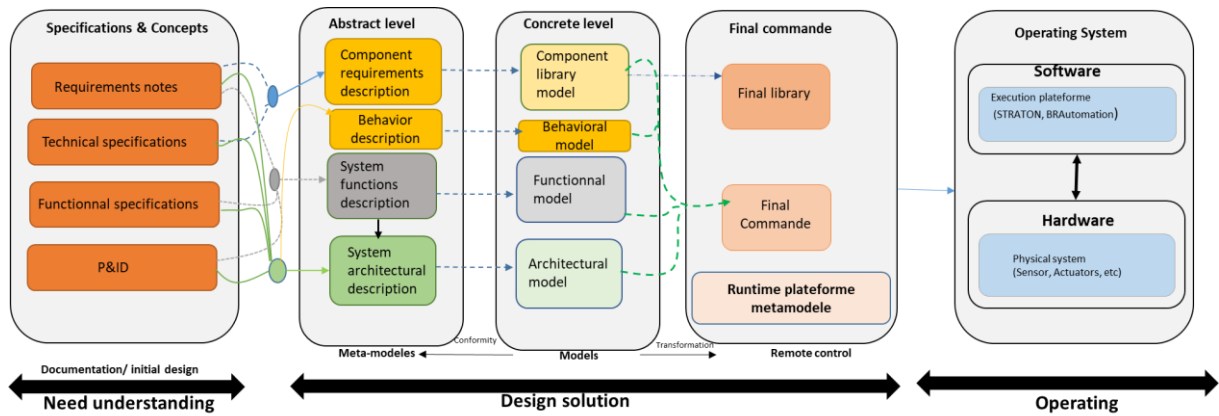 Specifications & Concepts
Requirements notes
Technical specifications
Functionnal specifications
P&ID
Documentation/ initial design
Need understanding
Abstract level
Component
requirements
description
Behavior
description
System
functions
description
System
architectural
description
Meta-modeles
Conformity
Concrete level
Component
library
model
Behavioral
model
Functionnal
model
Architectural
model
Models
Transformation
Final commande
Final library
Final
Commande
Runtime plateforme
metamodele
Remote control
Design solution
Operating System
Software
Execution plateforme
(STRATON, BRAutomation)
Hardware
Physical system
(Sensor, Actuators, etc)
Operating